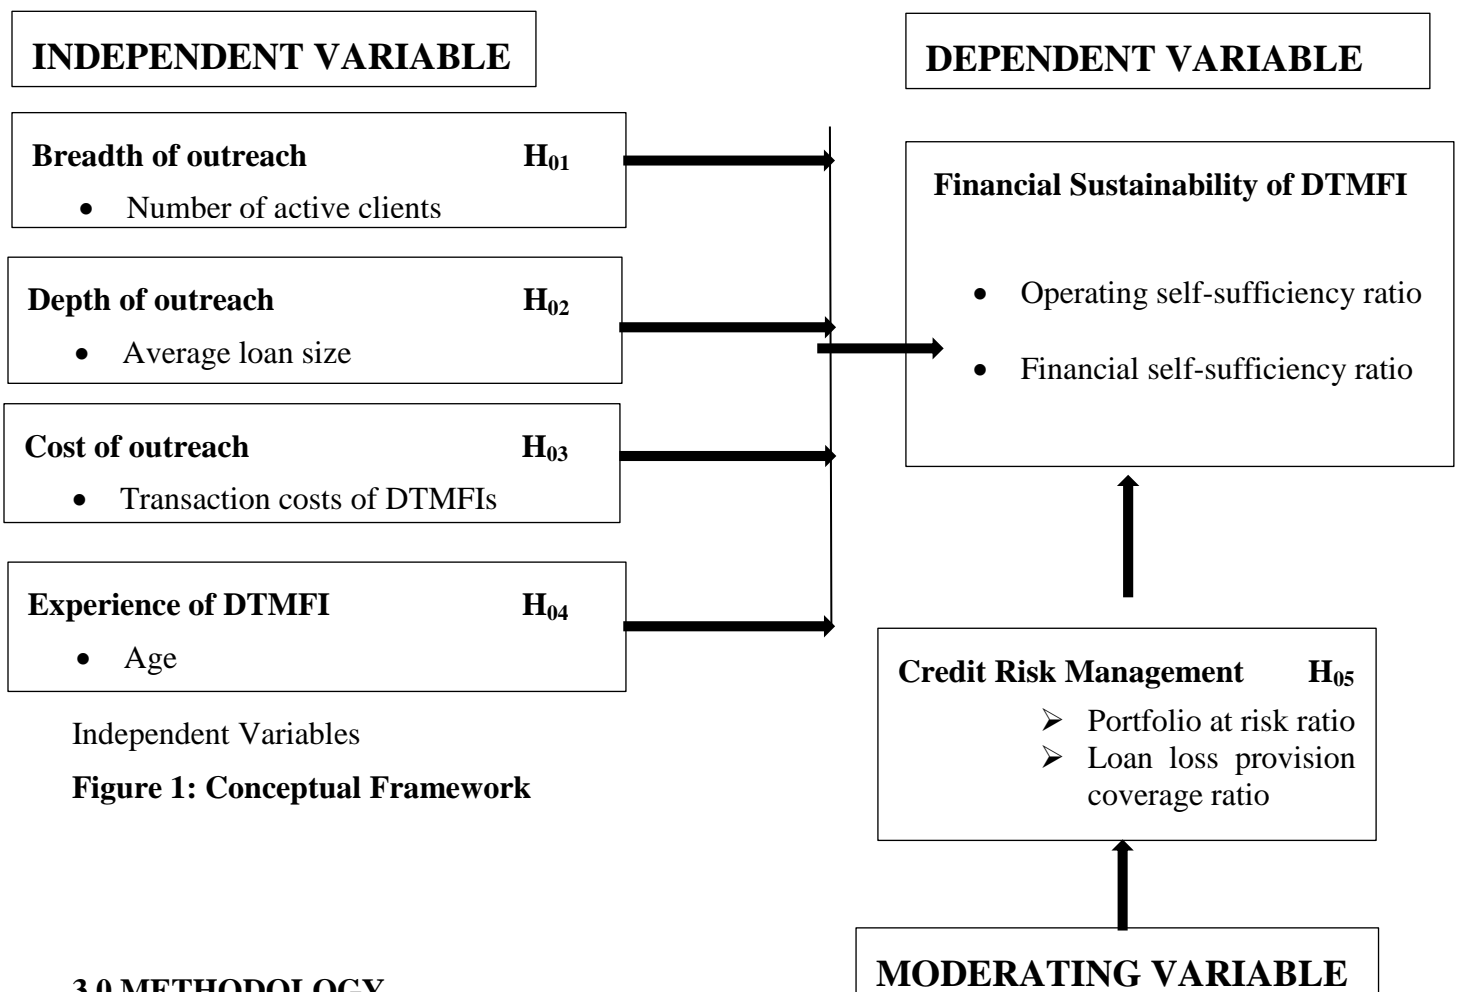 INDEPENDENT VARIABLE
DEPENDENT VARIABLE
Breadth of outreach H01
• Number of active clients
Depth of outreach H02
• Average loan size
Cost of outreach H03
• Transaction costs of DTMFIs
Experience of DTMFI H04
• Age
Financial Sustainability of DTMFI
• Operating self-sufficiency ratio
• Financial self-sufficiency ratio
Credit Risk Management H05
➢ Portfolio at risk ratio
➢ Loan loss provision
coverage ratio
MODERATING VARIABLE
Independent Variables
Figure 1: Conceptual Framework
3.0 METHODOLOGY